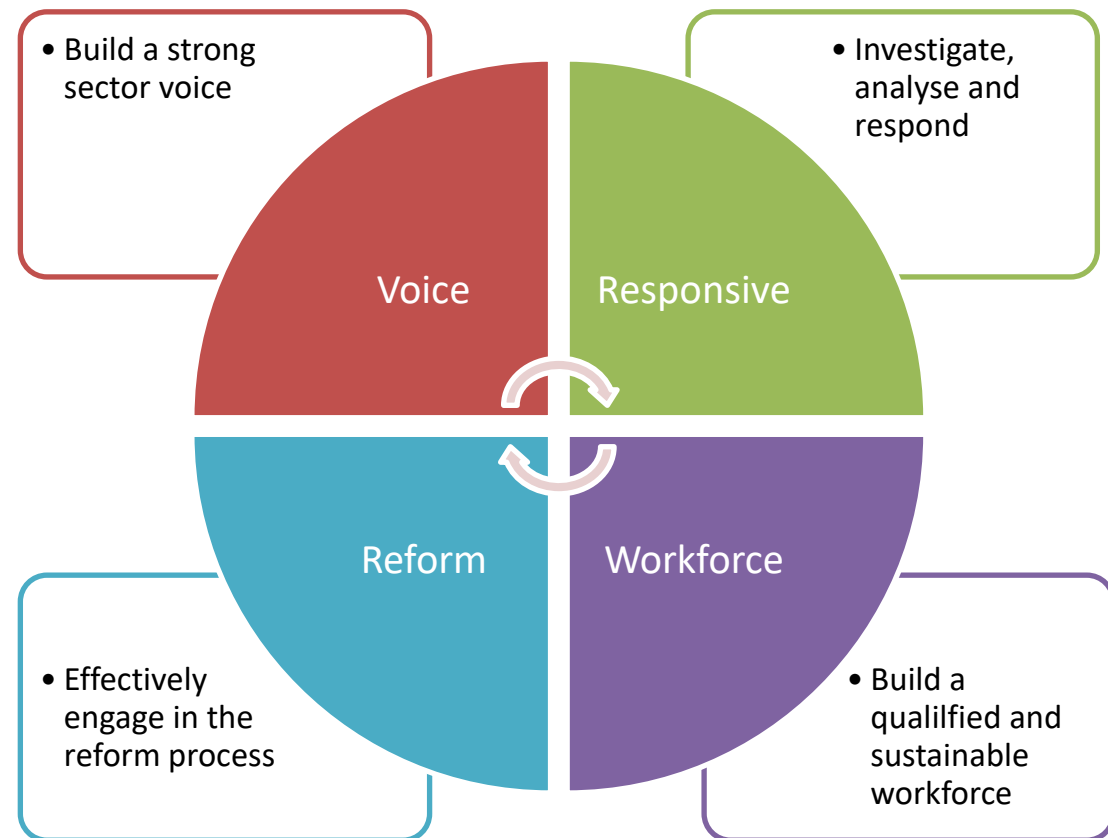 • Build a strong
sector voice
• Investigate,
analyse and
respond
Voice
Responsive
Reform
Workforce
• Effectively
engage in the
reform process
• Build a
qualilfied and
sustainable
workforce